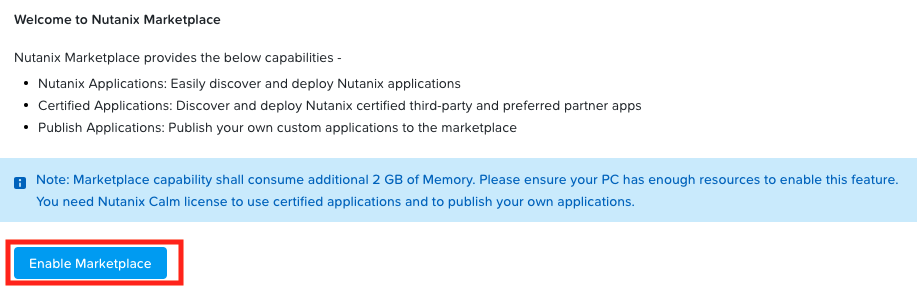 Welcome to Nutanix Marketplace
Nutanix Marketplace provides the below capabilities -
• Nutanix Applications: Easily discover and deploy Nutanix applications
• Certified Applications: Discover and deploy Nutanix certified third-party and preferred partner apps
• Publish Applications: Publish your own custom applications to the marketplace
Note: Marketplace capability shall consume additional 2 GB of Memory. Please ensure your PC has enough resources to enable this feature.
You need Nutanix Calm license to use certified applications and to publish your own applications.
Enable Marketplace